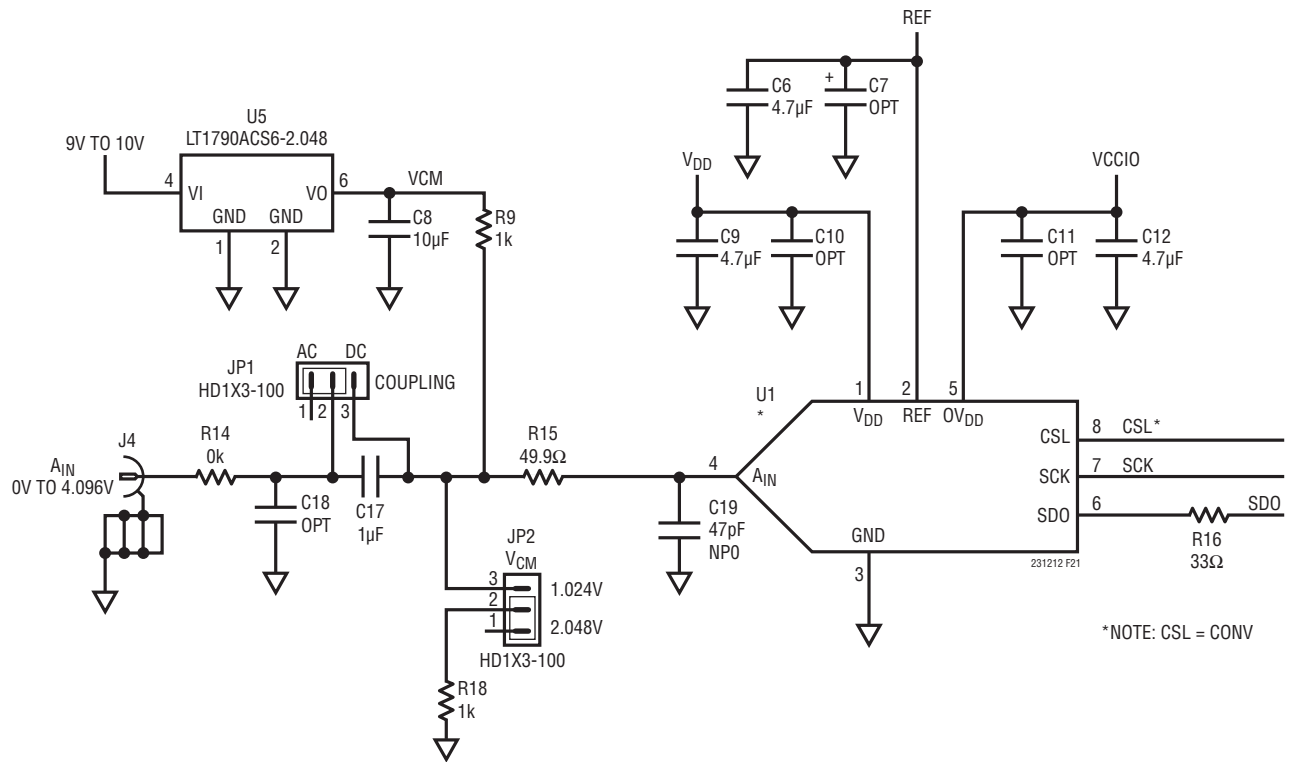 REF
C6
4.7µF
+
C7
OPT
U5
LT1790ACS6-2.048
9V TO 10V
4
VI
VO
6
VCM
GND
GND
1
2
C8
10µF
R9
1k
VDD
C9
4.7µF
C10
OPT
VCCIO
C11
OPT
C12
4.7µF
AC
DC
JP1
HD1X3-100
COUPLING
1
2
3
U1
*
1
2
5
VDD
REF
OVDD
J4
AIN
0V TO 4.096V
R14
0k
C18
OPT
C17
1µF
R15
49.9Ω
4
AIN
CSL
8
CSL*
SCK
7
SCK
SDO
6
SDO
R16
33Ω
C19
47pF
NPO
GND
3
231212 F21
JP2
VCM
3
1.024V
2
1
2.048V
HD1X3-100
R18
1k
*NOTE: CSL = CONV